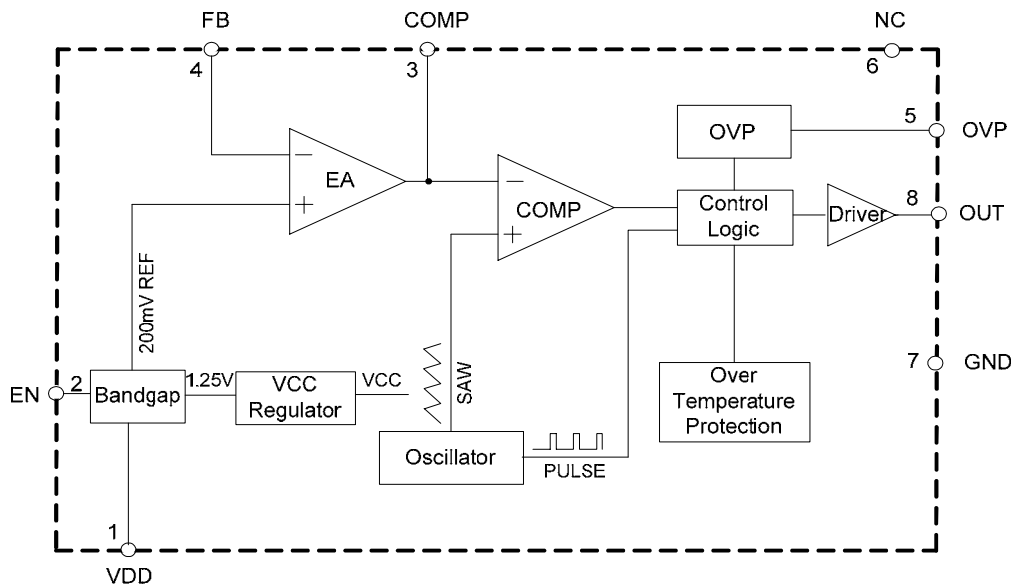 FB
COMP
NC
4
3
6
OVP
5
OVP
−
EA
+
−
COMP
+
Control
Logic
Driver
8
OUT
200mV REF
SAW
EN
2
Bandgap
1.25V
VCC
Regulator
VCC
Over
Temperature
Protection
7
GND
Oscillator
PULSE
1
VDD